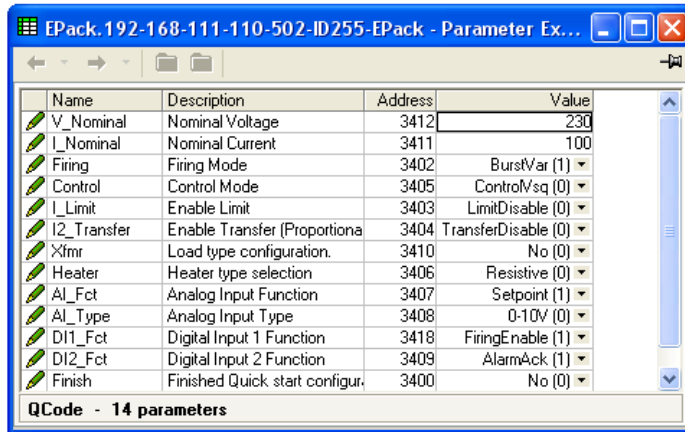 EPack.192-168-111-110-502-ID255-EPack - Parameter Ex...
Name Description Address Value
V_Nominal Nominal Voltage 3412 230
I_Nominal Nominal Current 3411 100
Firing Firing Mode 3402 BurstVar (1)
Control Control Mode 3405 ControlVsq (0)
I_Limit Enable Limit 3403 LimitDisable (0)
I2_Transfer Enable Transfer (Proportiona 3404 TransferDisable (0)
Xfmr Load type configuration. 3410 No (0)
Heater Heater type selection 3406 Resistive (0)
AI_Fct Analog Input Function 3407 Setpoint (1)
AI_Type Analog Input Type 3408 0-10V (0)
DI1_Fct Digital Input 1 Function 3418 FiringEnable (1)
DI2_Fct Digital Input 2 Function 3409 AlarmAck (1)
Finish Finished Quick start configur. 3400 No (0)
QCode - 14 parameters